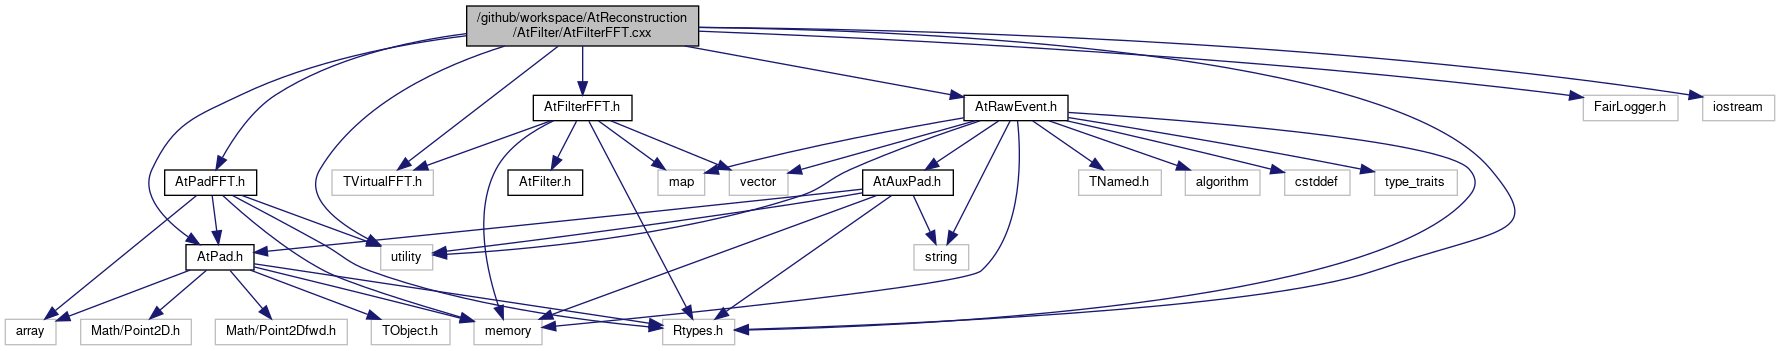 /github/workspace/AtReconstruction
/AtFilter/AtFilterFFT.cxx
AtFilterFFT.h
AtRawEvent.h
FairLogger.h
iostream
AtPadFFT.h
TVirtualFFT.h
AtFilter.h
map
vector
AtAuxPad.h
TNamed.h
algorithm
cstddef
type_traits
AtPad.h
utility
string
array
Math/Point2D.h
Math/Point2Dfwd.h
TObject.h
memory
Rtypes.h